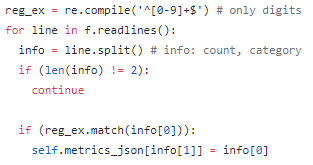 reg_ex = re.compile('^[0-9]+$') # only digits
for line in f.readlines():
  info = line.split() # info: count, category
  if (len(info) != 2):
    continue

  if (reg_ex.match(info[0])):
    self.metrics_json[info[1]] = info[0]